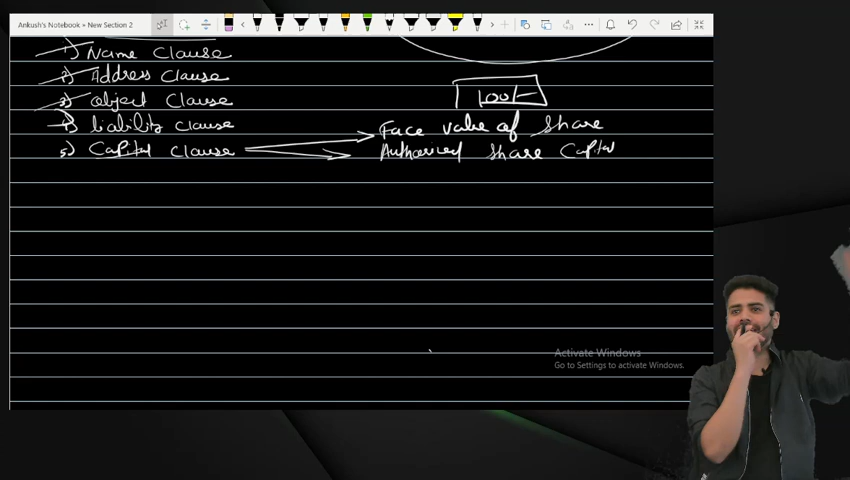 Ankush's Notebook » New Section 2
1) Name Clause
2) Address Clause
3) Object Clause
100/-
4) liability clause
Face value of Share
5) Capital Clause
Authorized Share Capital
Activate Windows
Go to Settings to activate Windows.